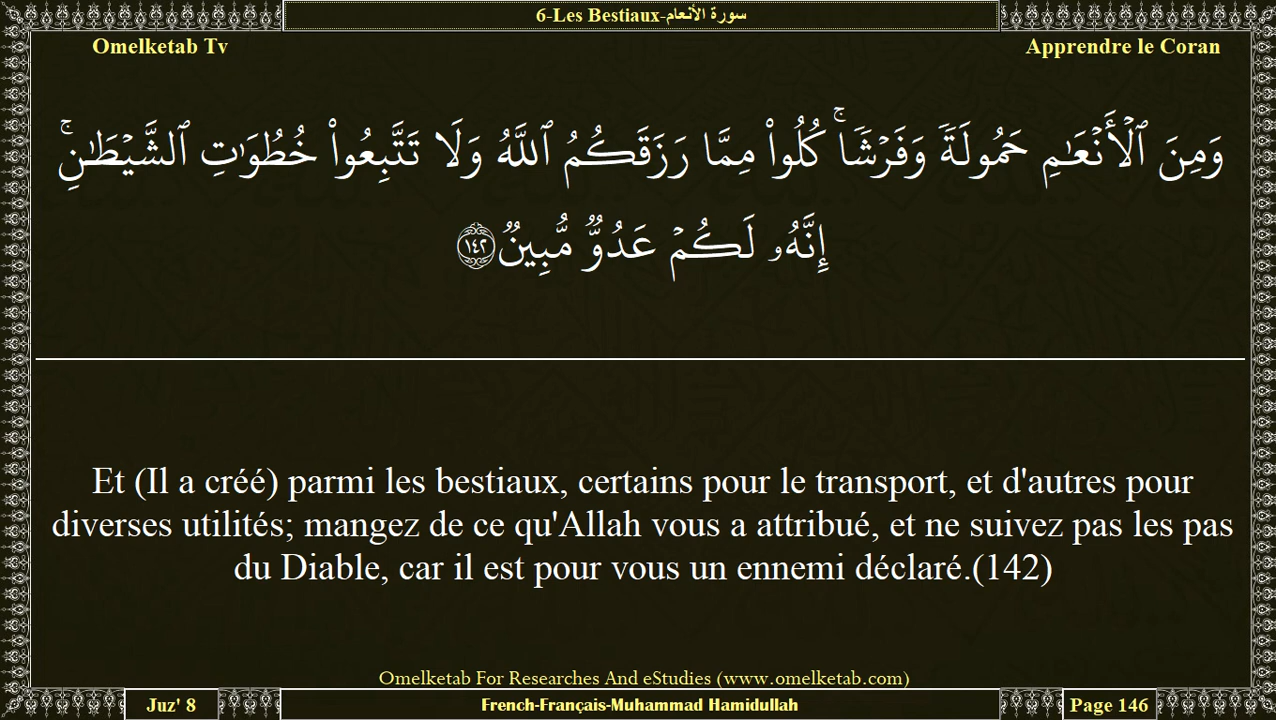 6-Les Bestiaux-سورة الأنعام
Omelketab Tv
Apprendre le Coran
وَمِنَ ٱلْأَنْعَـٰمِ حَمُولَةً وَفَرْشًا ۚ كُلُوا۟ مِمَّا رَزَقَكُمُ ٱللَّهُ وَلَا تَتَّبِعُوا۟ خُطُوَٰتِ ٱلشَّيْطَـٰنِ ۚ
إِنَّهُۥ لَكُمْ عَدُوٌّ مُّبِينٌ ١٤٢
Et (Il a créé) parmi les bestiaux, certains pour le transport, et d'autres pour
diverses utilités; mangez de ce qu'Allah vous a attribué, et ne suivez pas les pas
du Diable, car il est pour vous un ennemi déclaré.(142)
Omelketab For Researches And eStudies (www.omelketab.com)
Juz' 8
French-Français-Muhammad Hamidullah
Page 146